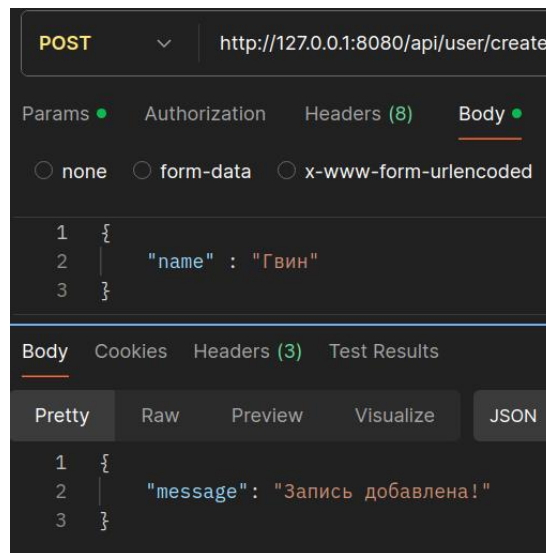 POST http://127.0.0.1:8080/api/user/create
Params Authorization Headers (8) Body
none form-data x-www-form-urlencoded
1 {
2 "name" : "Гвин"
3 }
Body Cookies Headers (3) Test Results
Pretty Raw Preview Visualize JSON
1 {
2 "message": "Запись добавлена!"
3 }